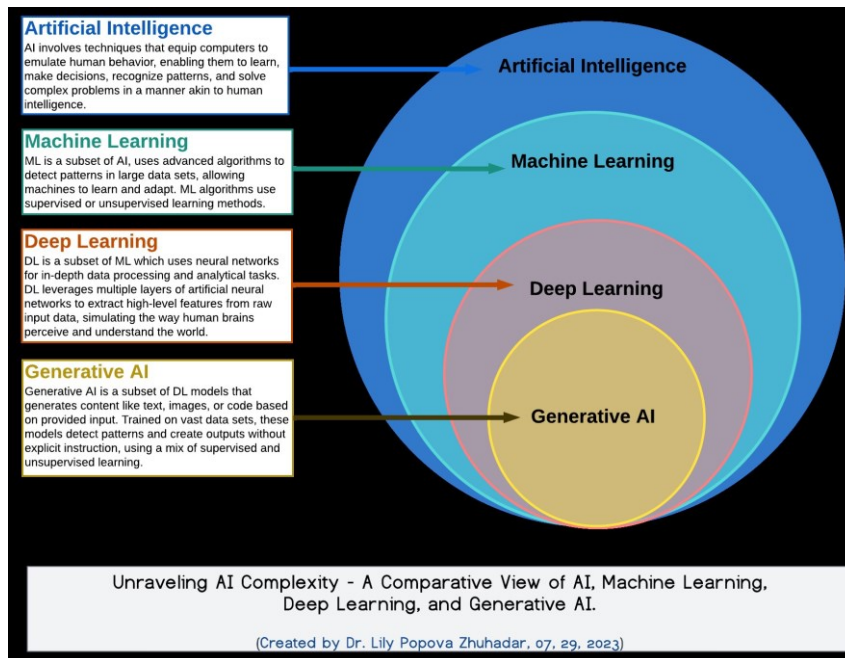 Artificial Intelligence
AI involves techniques that equip computers to
emulate human behavior, enabling them to learn,
make decisions, recognize patterns, and solve
complex problems in a manner akin to human
intelligence.
Machine Learning
ML is a subset of AI, uses advanced algorithms to
detect patterns in large data sets, allowing
machines to learn and adapt. ML algorithms use
supervised or unsupervised learning methods.
Deep Learning
DL is a subset of ML which uses neural networks
for in-depth data processing and analytical tasks.
DL leverages multiple layers of artificial neural
networks to extract high-level features from raw
input data, simulating the way human brains
perceive and understand the world.
Generative AI
Generative AI is a subset of DL models that
generates content like text, images, or code based
on provided input. Trained on vast data sets, these
models detect patterns and create outputs without
explicit instruction, using a mix of supervised and
unsupervised learning.
Artificial Intelligence
Machine Learning
Deep Learning
Generative AI
Unraveling AI Complexity - A Comparative View of AI, Machine Learning,
Deep Learning, and Generative AI.
(Created by Dr. Lily Popova Zhuhadar, 07, 29, 2023)